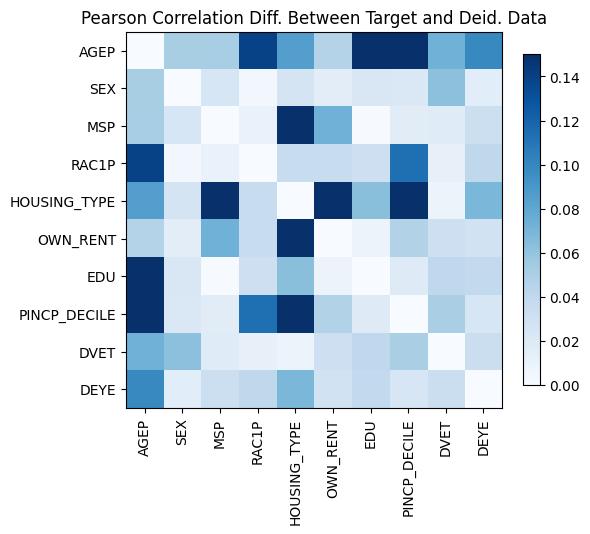 Pearson Correlation Diff. Between Target and Deid. Data
AGEP
SEX
MSP
RAC1P
HOUSING_TYPE
OWN_RENT
EDU
PINCP_DECILE
DVET
DEYE
0.14
0.12
0.10
0.08
0.06
0.04
0.02
0.00
AGEP
SEX
MSP
RAC1P
HOUSING_TYPE
OWN_RENT
EDU
PINCP_DECILE
DVET
DEYE